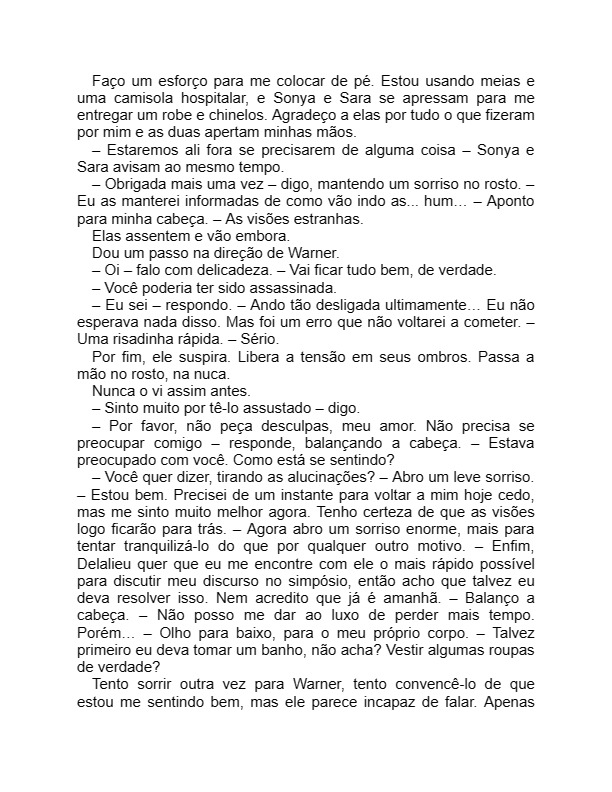 Faço um esforço para me colocar de pé. Estou usando meias e
uma camisola hospitalar, e Sonya e Sara se apressam para me
entregar um robe e chinelos. Agradeço a elas por tudo o que fizeram
por mim e as duas apertam minhas mãos.
– Estaremos ali fora se precisarem de alguma coisa – Sonya e
Sara avisam ao mesmo tempo.
– Obrigada mais uma vez – digo, mantendo um sorriso no rosto. –
Eu as manterei informadas de como vão indo as... hum… – Aponto
para minha cabeça. – As visões estranhas.
Elas assentem e vão embora.
Dou um passo na direção de Warner.
– Oi – falo com delicadeza. – Vai ficar tudo bem, de verdade.
– Você poderia ter sido assassinada.
– Eu sei – respondo. – Ando tão desligada ultimamente… Eu não
esperava nada disso. Mas foi um erro que não voltarei a cometer. –
Uma risadinha rápida. – Sério.
Por fim, ele suspira. Libera a tensão em seus ombros. Passa a
mão no rosto, na nuca.
Nunca o vi assim antes.
– Sinto muito por tê-lo assustado – digo.
– Por favor, não peça desculpas, meu amor. Não precisa se
preocupar comigo – responde, balançando a cabeça. – Estava
preocupado com você. Como está se sentindo?
– Você quer dizer, tirando as alucinações? – Abro um leve sorriso.
– Estou bem. Precisei de um instante para voltar a mim hoje cedo,
mas me sinto muito melhor agora. Tenho certeza de que as visões
logo ficarão para trás. – Agora abro um sorriso enorme, mais para
tentar tranquilizá-lo do que por qualquer outro motivo. – Enfim,
Delalieu quer que eu me encontre com ele o mais rápido possível
para discutir meu discurso no simpósio, então acho que talvez eu
deva resolver isso. Nem acredito que já é amanhã. – Balanço a
cabeça. – Não posso me dar ao luxo de perder mais tempo.
Porém… – Olho para baixo, para o meu próprio corpo. – Talvez
primeiro eu deva tomar um banho, não acha? Vestir algumas roupas
de verdade?
Tento sorrir outra vez para Warner, tento convencê-lo de que
estou me sentindo bem, mas ele parece incapaz de falar. Apenas